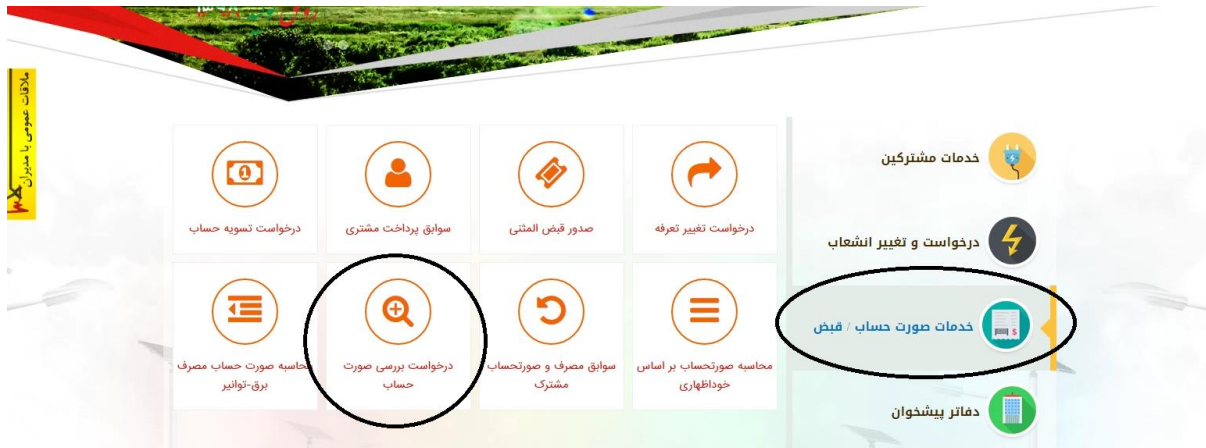 ۱۳۹۸
ملاقات عمومی با مدیران
خدمات مشترکین
درخواست و تغییر انشعاب
خدمات صورت حساب / قبض
دفاتر پیشخوان
درخواست تغییر تعرفه
صدور قبض المثنی
سوابق پرداخت مشتری
درخواست تسویه حساب
محاسبه صورتحساب بر اساس
خوداظهاری
سوابق مصرف و صورتحساب
مشترک
درخواست بررسی صورت
حساب
محاسبه صورت حساب مصرف
برق-توانیر